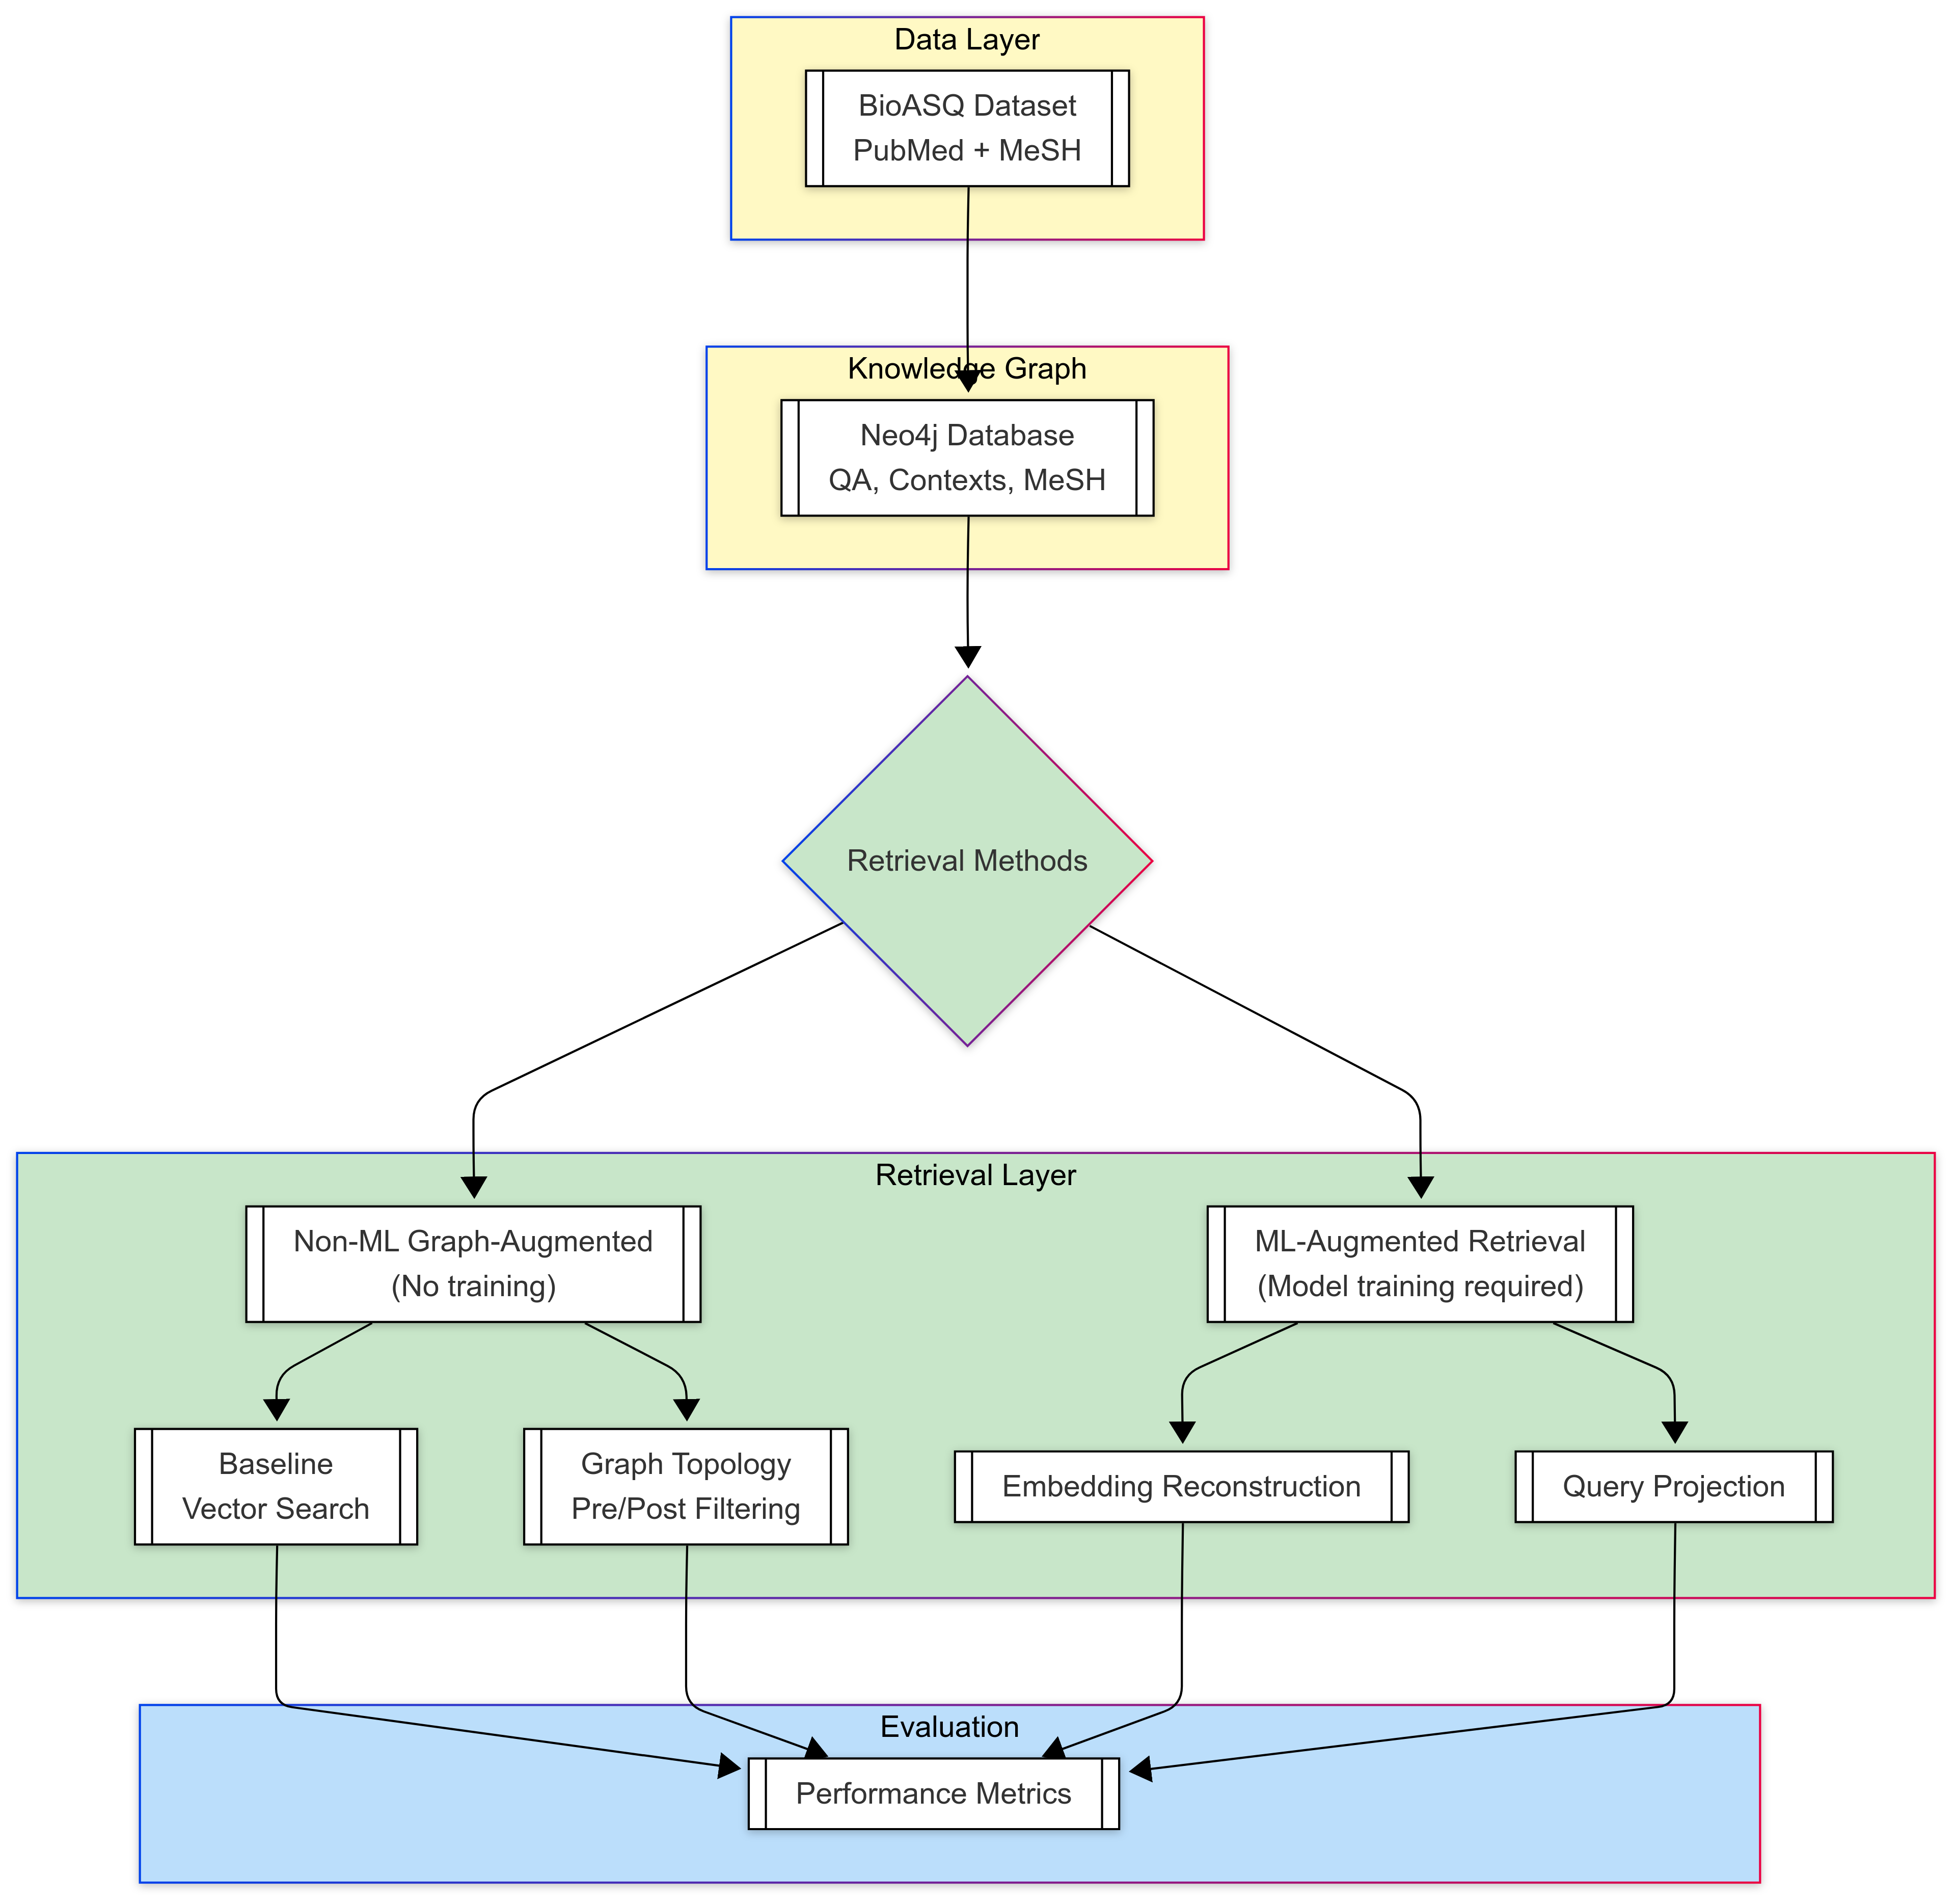 Data Layer
BioASQ Dataset
PubMed + MeSH
Knowledge Graph
Neo4j Database
QA, Contexts, MeSH
Retrieval Methods
Retrieval Layer
Non-ML Graph-Augmented
(No training)
ML-Augmented Retrieval
(Model training required)
Baseline
Vector Search
Graph Topology
Pre/Post Filtering
Embedding Reconstruction
Query Projection
Evaluation
Performance Metrics